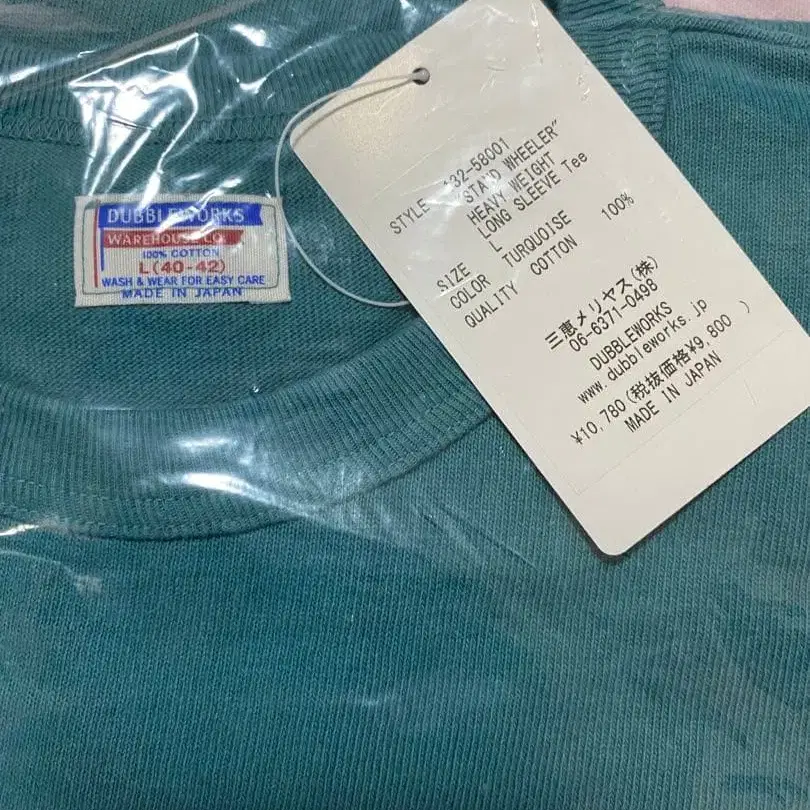 DUBBLEWORKS
WAREHOUSE CO.
100% COTTON
L (40-42)
WASH & WEAR FOR EASY CARE
MADE IN JAPAN
STYLE 132-58001
"STAND WHEELER"
HEAVY WEIGHT
LONG SLEEVE Tee
SIZE L
COLOR TURQUOISE
QUALITY COTTON 100%
三恵メリヤス(株)
06-6371-0498
DUBBLEWORKS
www.dubbleworks.jp
¥10,780(税抜価格¥9,800 )
MADE IN JAPAN